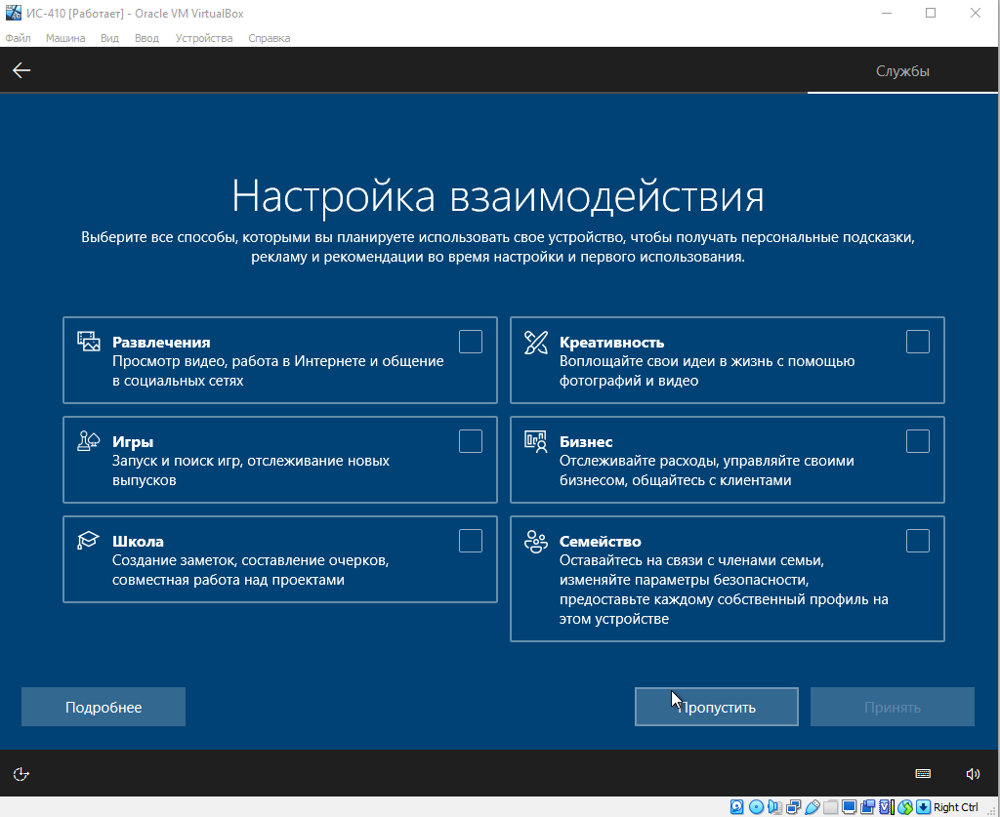 ИС-410 [Работает] - Oracle VM VirtualBox
Файл Машина Вид Ввод Устройства Справка
Службы
Настройка взаимодействия
Выберите все способы, которыми вы планируете использовать свое устройство, чтобы получать персональные подсказки,
рекламу и рекомендации во время настройки и первого использования.
Развлечения
Просмотр видео, работа в Интернете и общение
в социальных сетях
Креативность
Воплощайте свои идеи в жизнь с помощью
фотографий и видео
Игры
Запуск и поиск игр, отслеживание новых
выпусков
Бизнес
Отслеживайте расходы, управляйте своими
бизнесом, общайтесь с клиентами
Школа
Создание заметок, составление очерков,
совместная работа над проектами
Семейство
Оставайтесь на связи с членами семьи,
изменяйте параметры безопасности,
предоставьте каждому собственный профиль на
этом устройстве
Подробнее
Пропустить
Принять
Right Ctrl